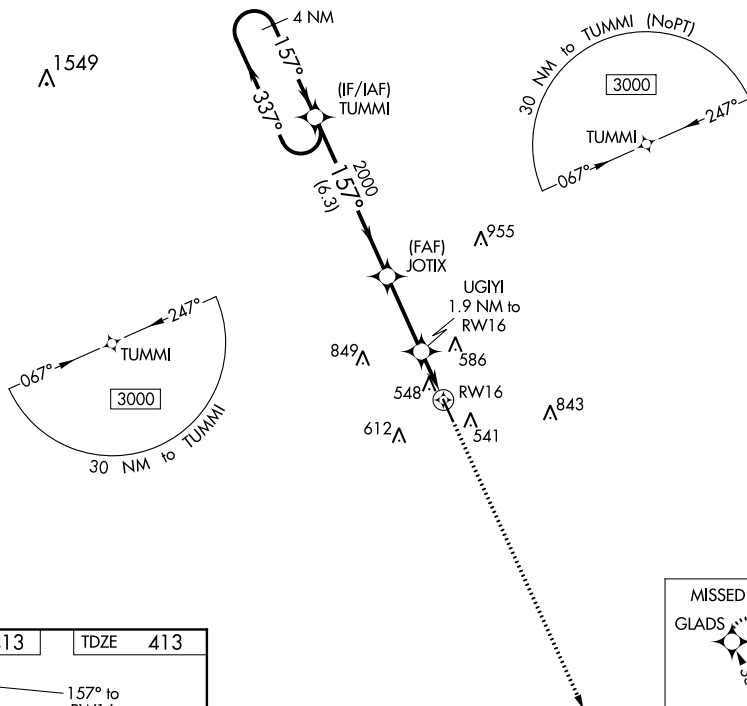 4 NM
1549
157°
337°
(IF/IAF)
TUMMI
30 NM to TUMMI (NoPT)
3000
TUMMI
247°
067°
2000
157°
(6.3)
(FAF)
JOTIX
955
UGIYI
1.9 NM to
RW16
247°
TUMMI
067°
3000
30 NM to TUMMI
849
586
548
RW16
612
541
843
MISSED
GLADS
13
TDZE 413
157° to